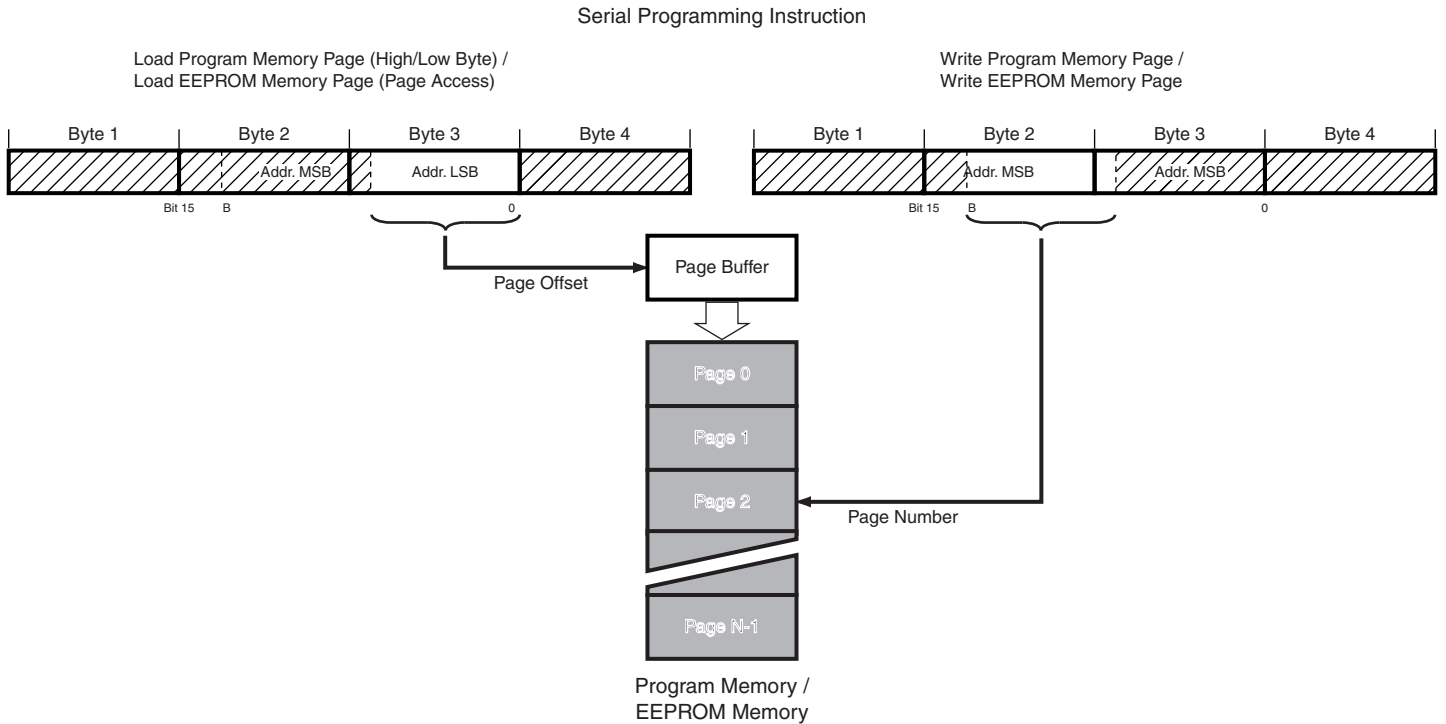 Serial Programming Instruction
Load Program Memory Page (High/Low Byte) /
Load EEPROM Memory Page (Page Access)
Write Program Memory Page /
Write EEPROM Memory Page
Byte 1 Byte 2 Byte 3 Byte 4
Byte 1 Byte 2 Byte 3 Byte 4
Addr. MSB Addr. LSB
Addr. MSB Addr. MSB
Bit 15 B 0
Bit 15 B 0
Page Buffer
Page Offset
Page 0
Page 1
Page 2
Page Number
Page N-1
Program Memory /
EEPROM Memory